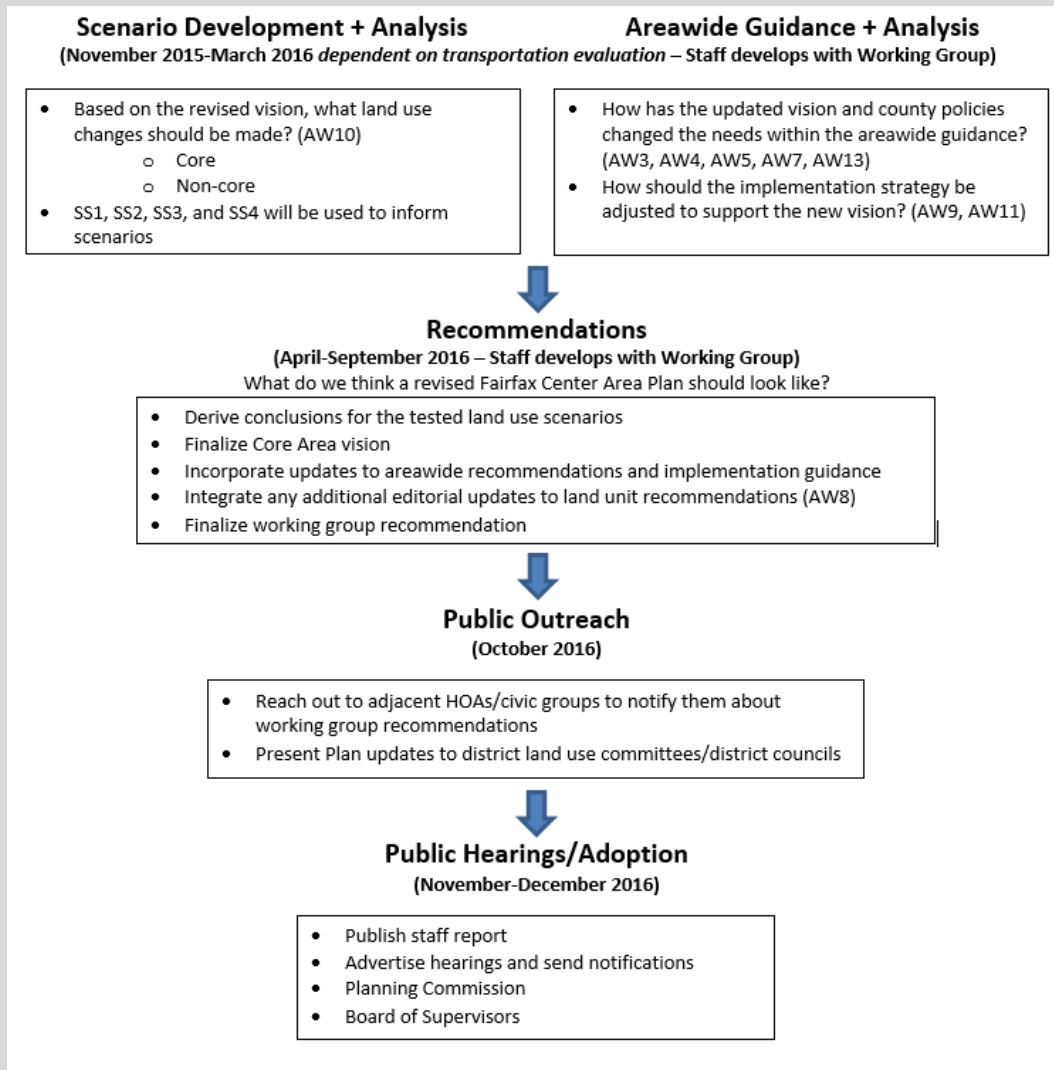 Scenario Development + Analysis
Areawide Guidance + Analysis
(November 2015-March 2016 dependent on transportation evaluation – Staff develops with Working Group)
• Based on the revised vision, what land use
changes should be made? (AW10)
o Core
o Non-core
• SS1, SS2, SS3, and SS4 will be used to inform
scenarios
• How has the updated vision and county policies
changed the needs within the areawide guidance?
(AW3, AW4, AW5, AW7, AW13)
• How should the implementation strategy be
adjusted to support the new vision? (AW9, AW11)
Recommendations
(April-September 2016 – Staff develops with Working Group)
What do we think a revised Fairfax Center Area Plan should look like?
• Derive conclusions for the tested land use scenarios
• Finalize Core Area vision
• Incorporate updates to areawide recommendations and implementation guidance
• Integrate any additional editorial updates to land unit recommendations (AW8)
• Finalize working group recommendation
Public Outreach
(October 2016)
• Reach out to adjacent HOAs/civic groups to notify them about
working group recommendations
• Present Plan updates to district land use committees/district councils
Public Hearings/Adoption
(November-December 2016)
• Publish staff report
• Advertise hearings and send notifications
• Planning Commission
• Board of Supervisors